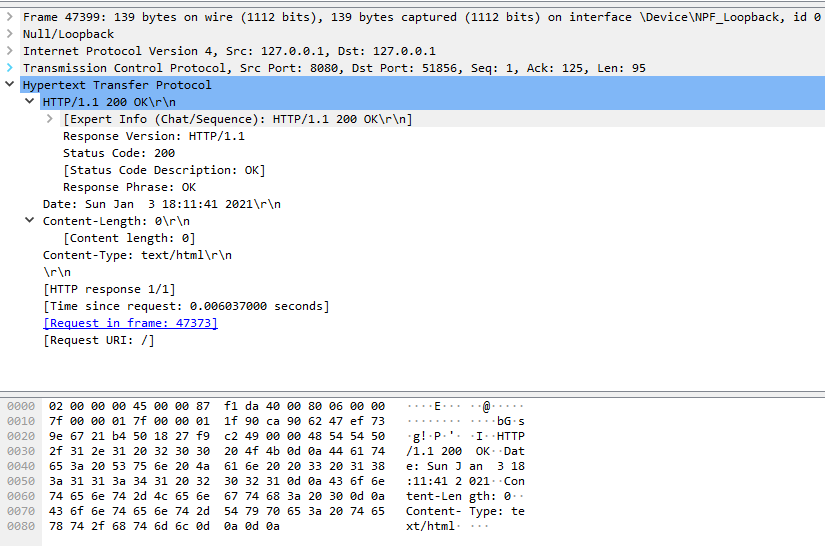 Frame 47399: 139 bytes on wire (1112 bits), 139 bytes captured (1112 bits) on interface \Device\NPF_Loopback, id 0
Null/Loopback
Internet Protocol Version 4, Src: 127.0.0.1, Dst: 127.0.0.1
Transmission Control Protocol, Src Port: 8080, Dst Port: 51856, Seq: 1, Ack: 125, Len: 95
Hypertext Transfer Protocol
HTTP/1.1 200 OK\r\n
[Expert Info (Chat/Sequence): HTTP/1.1 200 OK\r\n]
Response Version: HTTP/1.1
Status Code: 200
[Status Code Description: OK]
Response Phrase: OK
Date: Sun Jan  3 18:11:41 2021\r\n
Content-Length: 0\r\n
[Content length: 0]
Content-Type: text/html\r\n
\r\n
[HTTP response 1/1]
[Time since request: 0.006037000 seconds]
[Request in frame: 47373]
[Request URI: /]
0000 02 00 00 00 45 00 00 87 f1 da 40 00 80 06 00 00 ····E··· ··@·····
0010 7f 00 00 01 7f 00 00 01 1f 90 ca 90 62 47 ef 73 ········ ····bG·s
0020 9e 67 21 b4 50 18 27 f9 c2 49 00 00 48 54 54 50 ·g!·P·'· ·I··HTTP
0030 2f 31 2e 31 20 32 30 30 20 4f 4b 0d 0a 44 61 74 /1.1 200  OK··Dat
0040 65 3a 20 53 75 6e 20 4a 61 6e 20 20 33 20 31 38 e: Sun J an  3 18
0050 3a 31 31 3a 34 31 20 32 30 32 31 0d 0a 43 6f 6e :11:41 2 021··Con
0060 74 65 6e 74 2d 4c 65 6e 67 74 68 3a 20 30 0d 0a tent-Len gth: 0··
0070 43 6f 6e 74 65 6e 74 2d 54 79 70 65 3a 20 74 65 Content- Type: te
0080 78 74 2f 68 74 6d 6c 0d 0a 0d 0a xt/html· ···